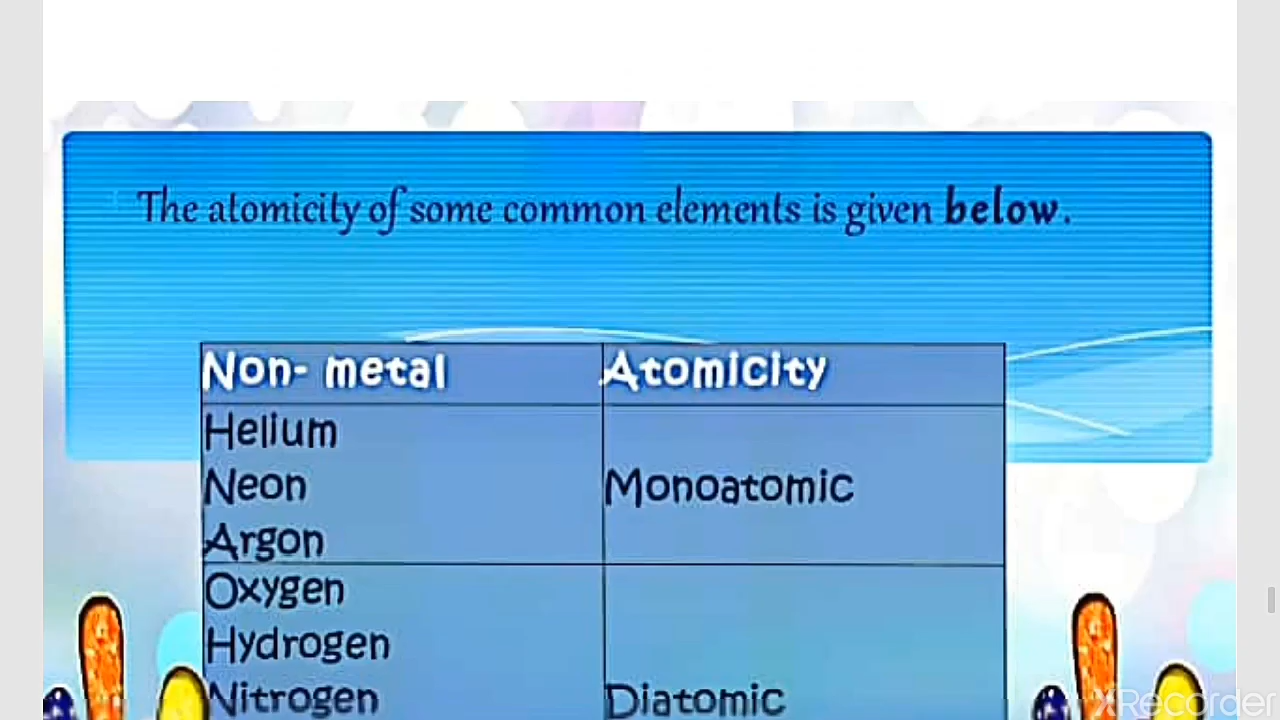 The atomicity of some common elements is given below.
Non- metal Atomicity
Helium
Neon Monoatomic
Argon
Oxygen
Hydrogen
Nitrogen Diatomic
XRecorder